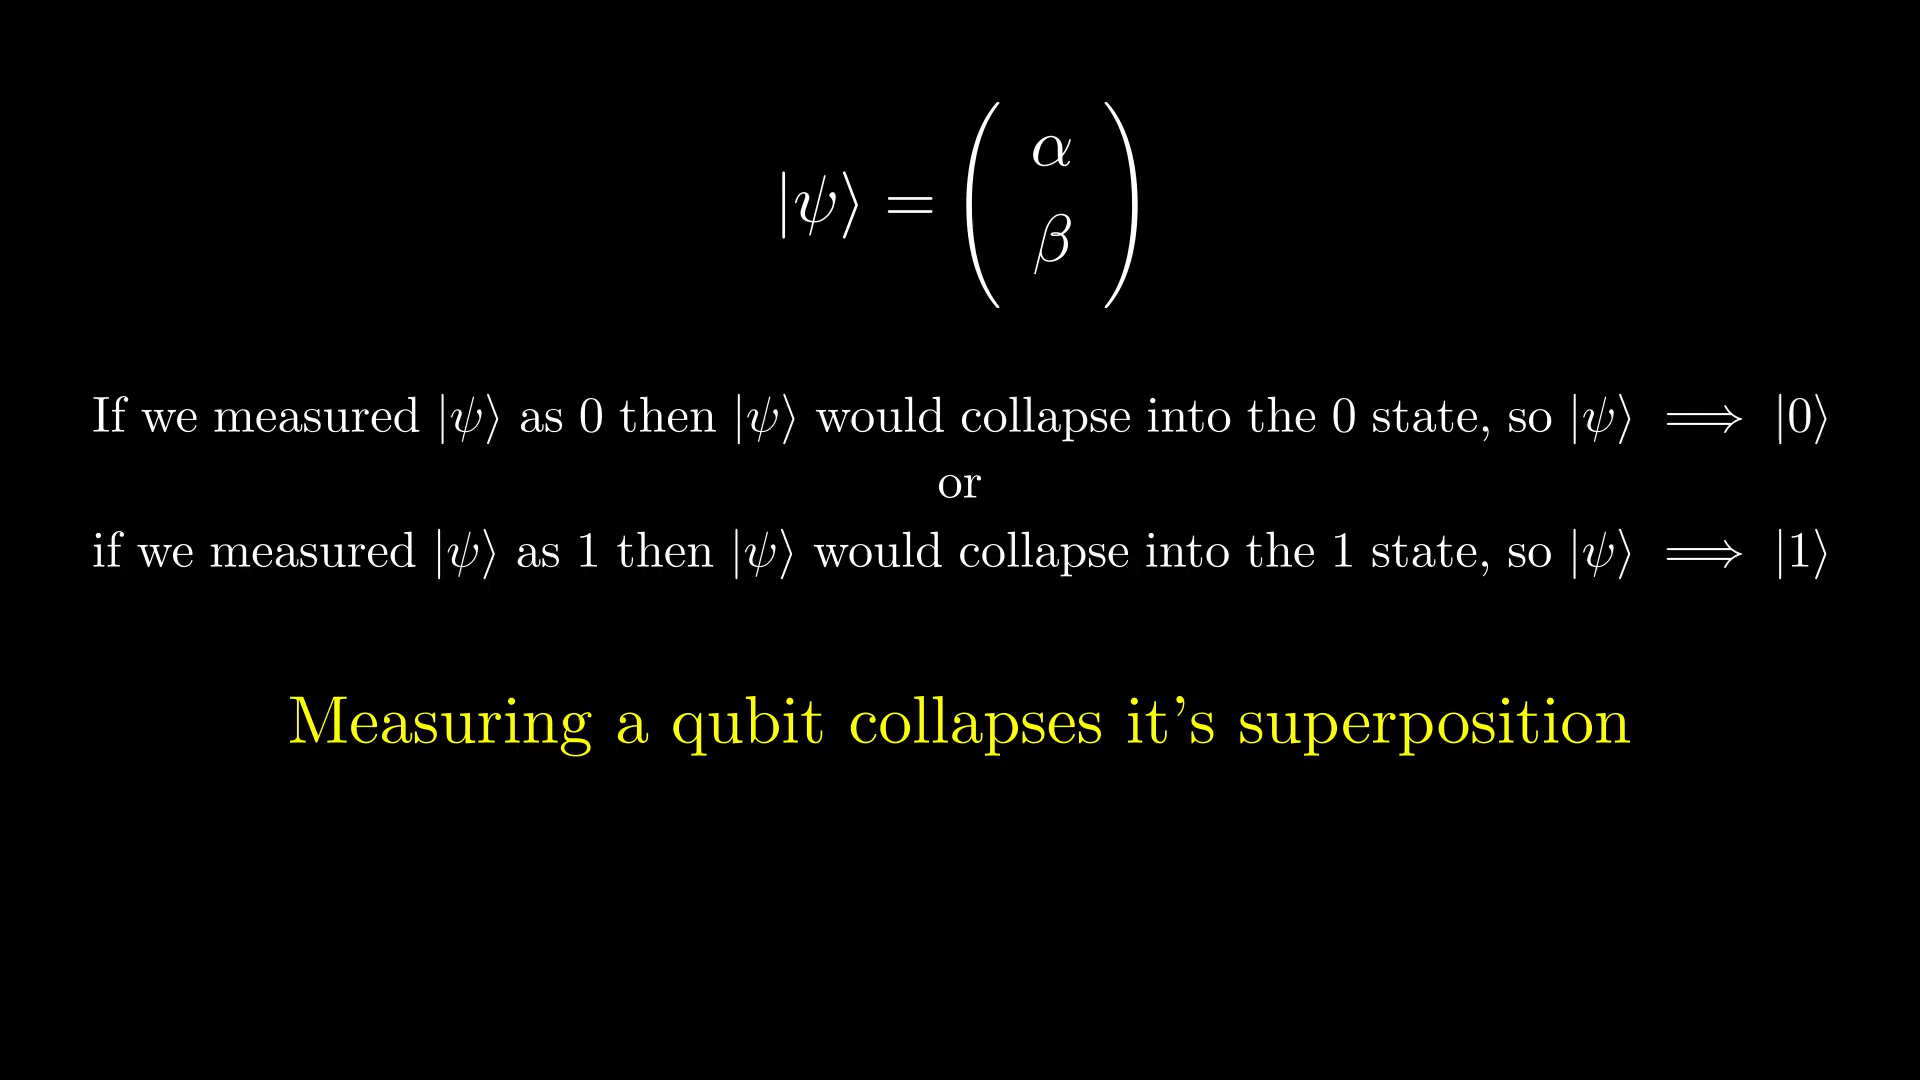 |ψ⟩ = ( α β )
If we measured |ψ⟩ as 0 then |ψ⟩ would collapse into the 0 state, so |ψ⟩ ⟹ |0⟩
or
if we measured |ψ⟩ as 1 then |ψ⟩ would collapse into the 1 state, so |ψ⟩ ⟹ |1⟩
Measuring a qubit collapses it's superposition